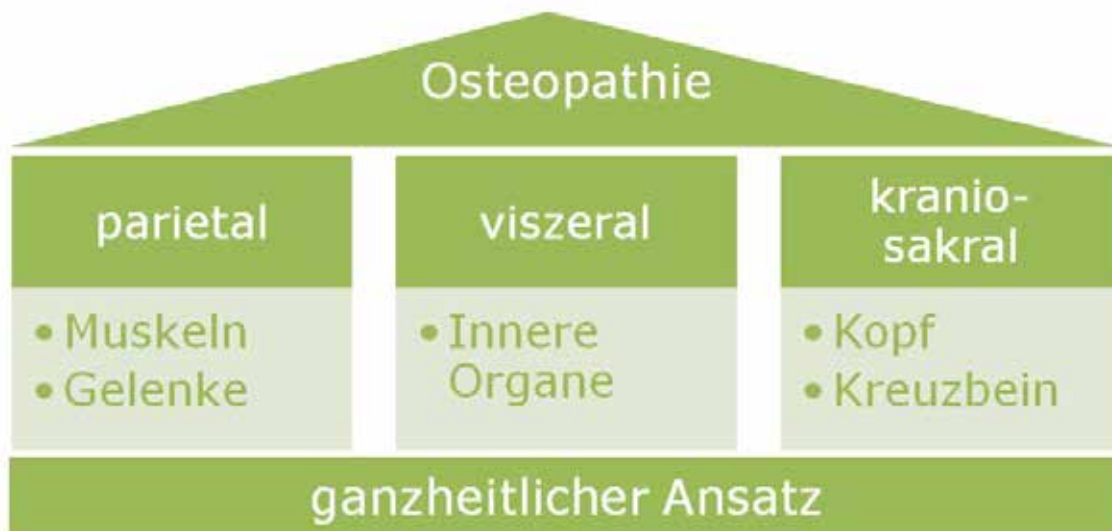 Osteopathie
parietal
• Muskeln
• Gelenke
viszeral
• Innere
Organe
kranio-
sakral
• Kopf
• Kreuzbein
ganzheitlicher Ansatz